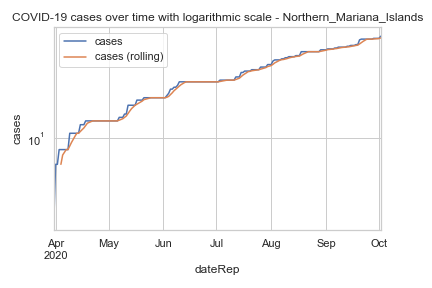 COVID-19 cases over time with logarithmic scale - Northern_Mariana_Islands
cases
cases (rolling)
cases
10¹
Apr May Jun Jul Aug Sep Oct
2020
dateRep